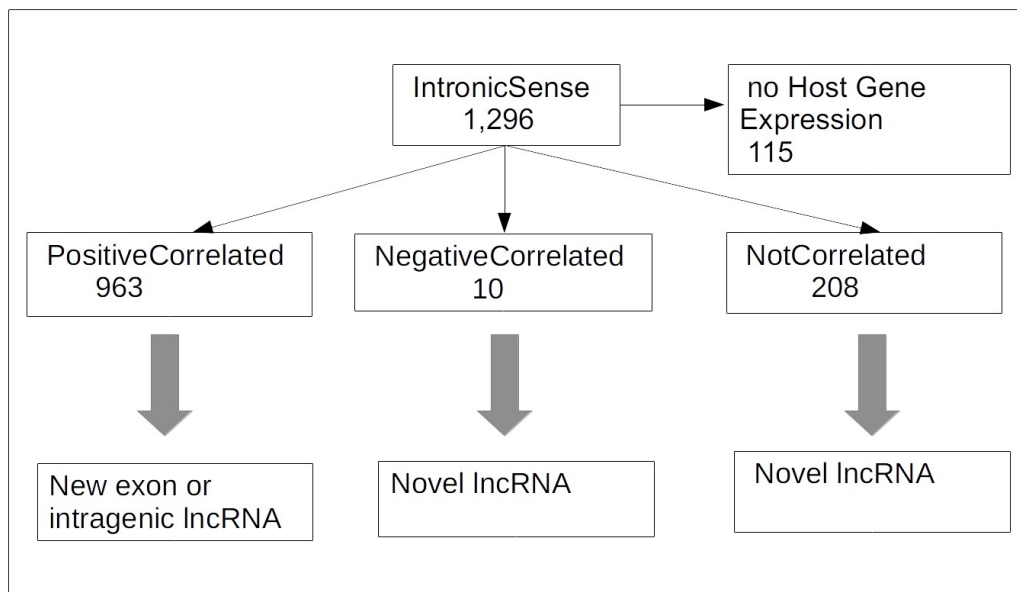 IntronicSense
1,296
no Host Gene
Expression
115
PositiveCorrelated
963
NegativeCorrelated
10
NotCorrelated
208
New exon or
intragenic lncRNA
Novel lncRNA
Novel lncRNA